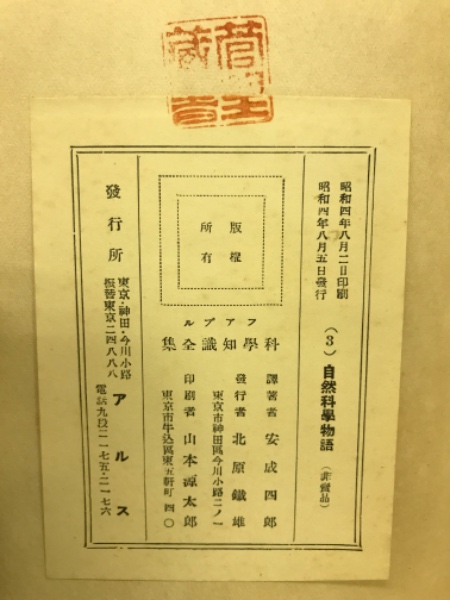 昭和四年八月二日印刷
昭和四年八月五日發行
(3)自然科學物語(非賣品)
版權
所有
ファブル
科學知識全集
譯著者 安成四郎
發行者 北原鐵雄
東京市神田區今川小路二ノ一
印刷者 山本源太郎
東京市牛込區東五軒町四〇
發行所
東京・神田・今川小路
振替東京二四八八八
アルス
電話九段二一七五・二一七六